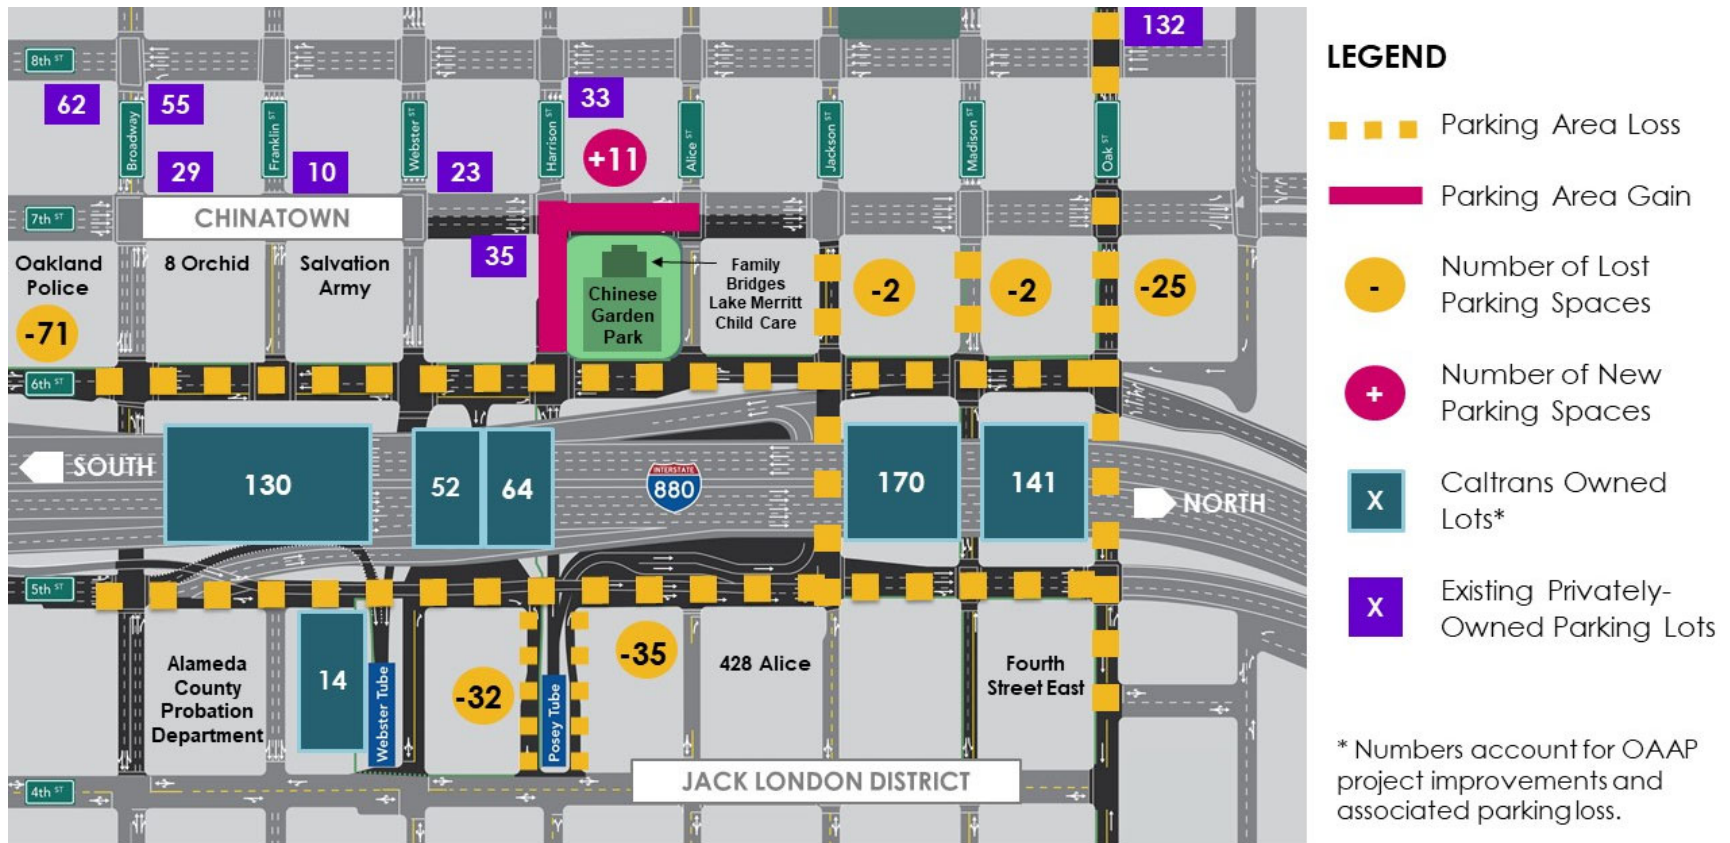 132
8th ST
62
55
33
Broadway
Franklin ST
Webster ST
Harrison ST
Alice ST
Jackson ST
Madison ST
Oak ST
+11
29
10
23
7th ST
CHINATOWN
35
Oakland
Police
8 Orchid
Salvation
Army
Chinese
Garden
Park
Family
Bridges
Lake Merritt
Child Care
-2
-2
-25
-71
6th ST
SOUTH
130
52
64
INTERSTATE
880
170
141
NORTH
5th ST
Alameda
County
Probation
Department
14
Webster Tube
-32
Posey Tube
-35
428 Alice
Fourth
Street East
4th ST
JACK LONDON DISTRICT
LEGEND
Parking Area Loss
Parking Area Gain
-
Number of Lost
Parking Spaces
+
Number of New
Parking Spaces
X
Caltrans Owned
Lots*
X
Existing Privately-
Owned Parking Lots
* Numbers account for OAAP
project improvements and
associated parking loss.